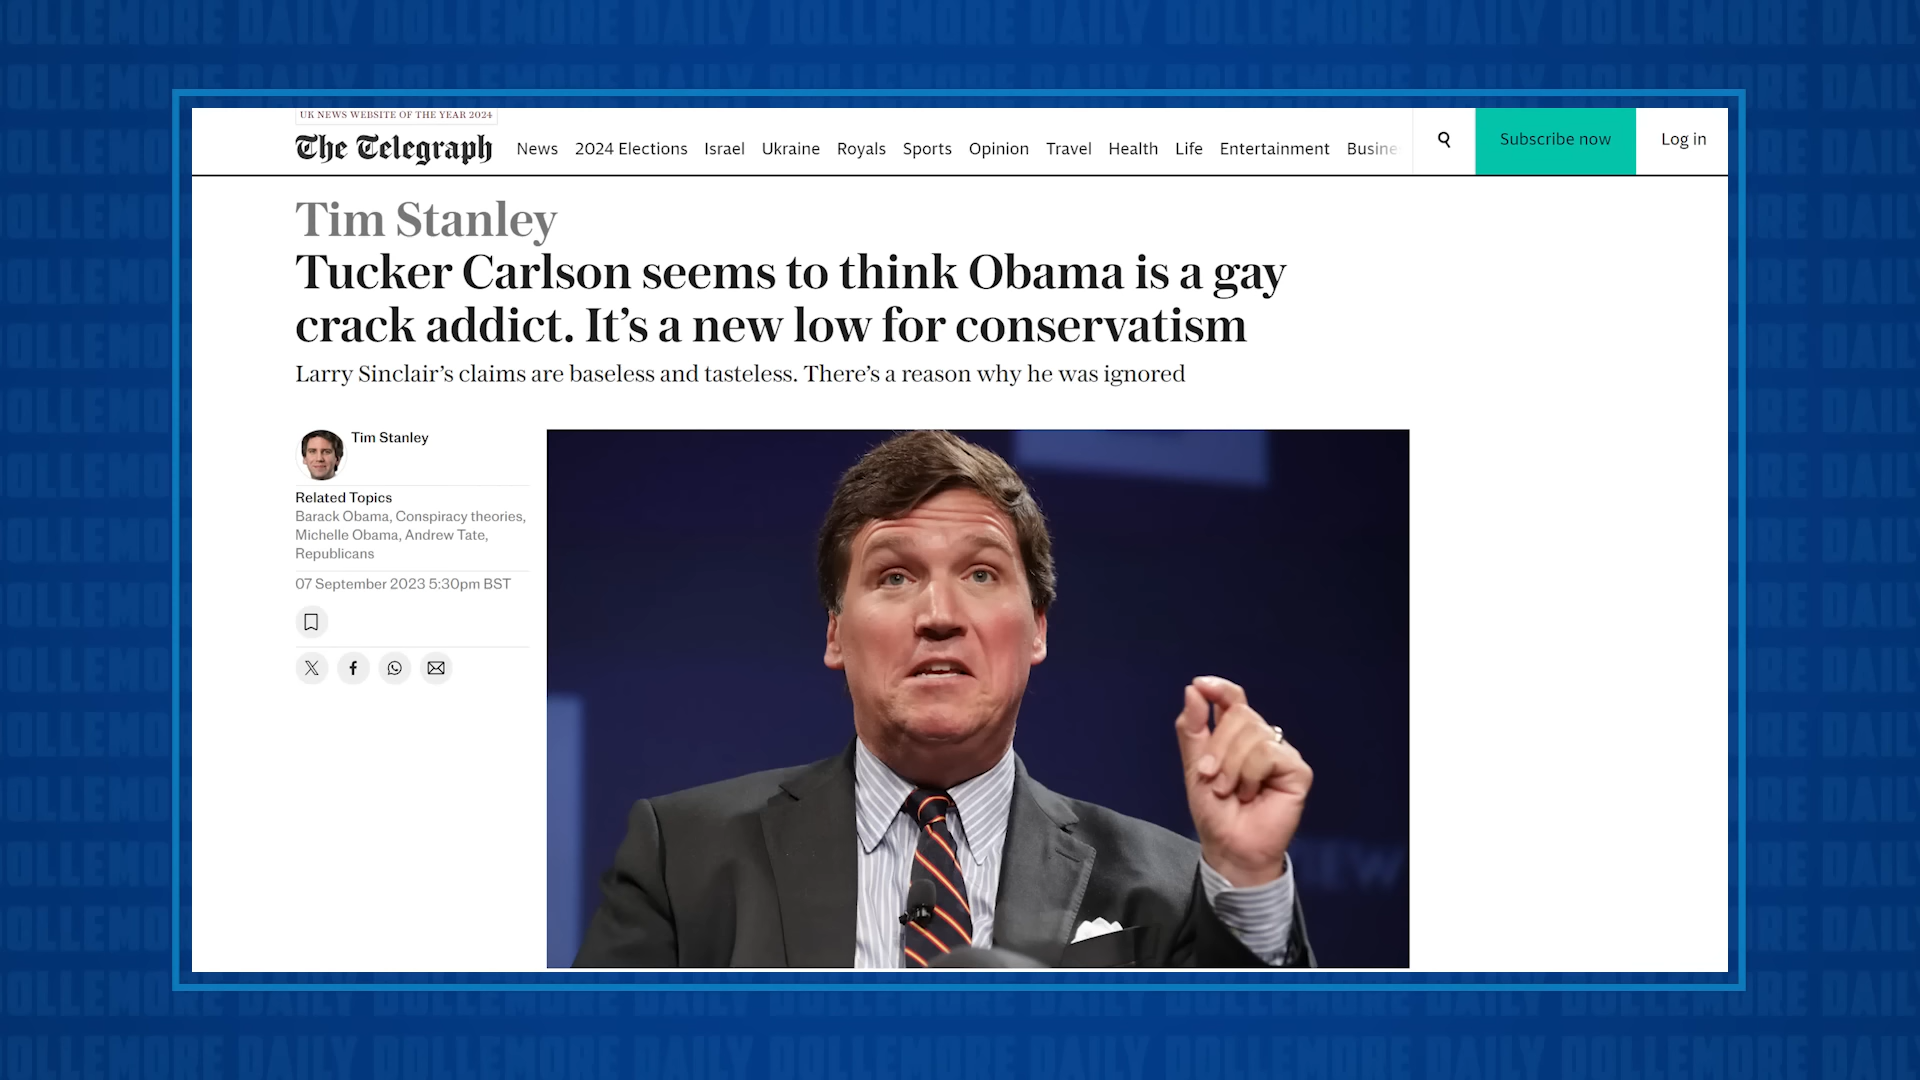 UK NEWS WEBSITE OF THE YEAR 2024
The Telegraph
News 2024 Elections Israel Ukraine Royals Sports Opinion Travel Health Life Entertainment Busine
Subscribe now
Log in
Tim Stanley
Tucker Carlson seems to think Obama is a gay
crack addict. It's a new low for conservatism
Larry Sinclair's claims are baseless and tasteless. There's a reason why he was ignored
Tim Stanley
Related Topics
Barack Obama, Conspiracy theories,
Michelle Obama, Andrew Tate,
Republicans
07 September 2023 5:30pm BST
DOLLEMORE DAILY